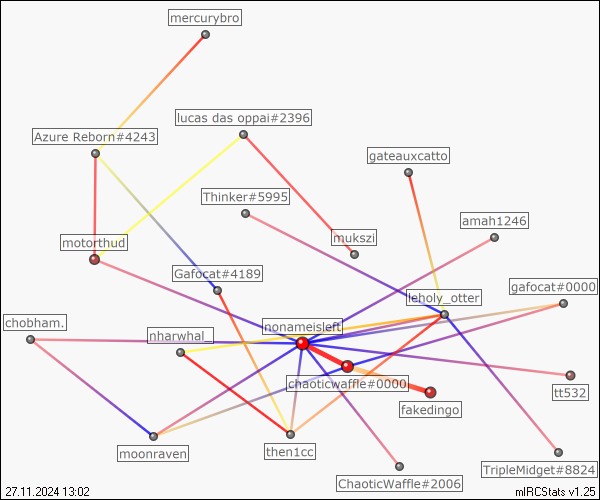 mercurybro
lucas das oppai#2396
Azure Reborn#4243
gateauxcatto
Thinker#5995
amah1246
mukszi
motorthud
Gafocat#4189
gafocat#0000
leholy_otter
chobham.
nonameisleft
nharwhal_
chaoticwaffle#0000
tt532
fakedingo
moonraven
then1cc
TripleMidget#8824
ChaoticWaffle#2006
27.11.2024 13:02
mIRCStats v1.25